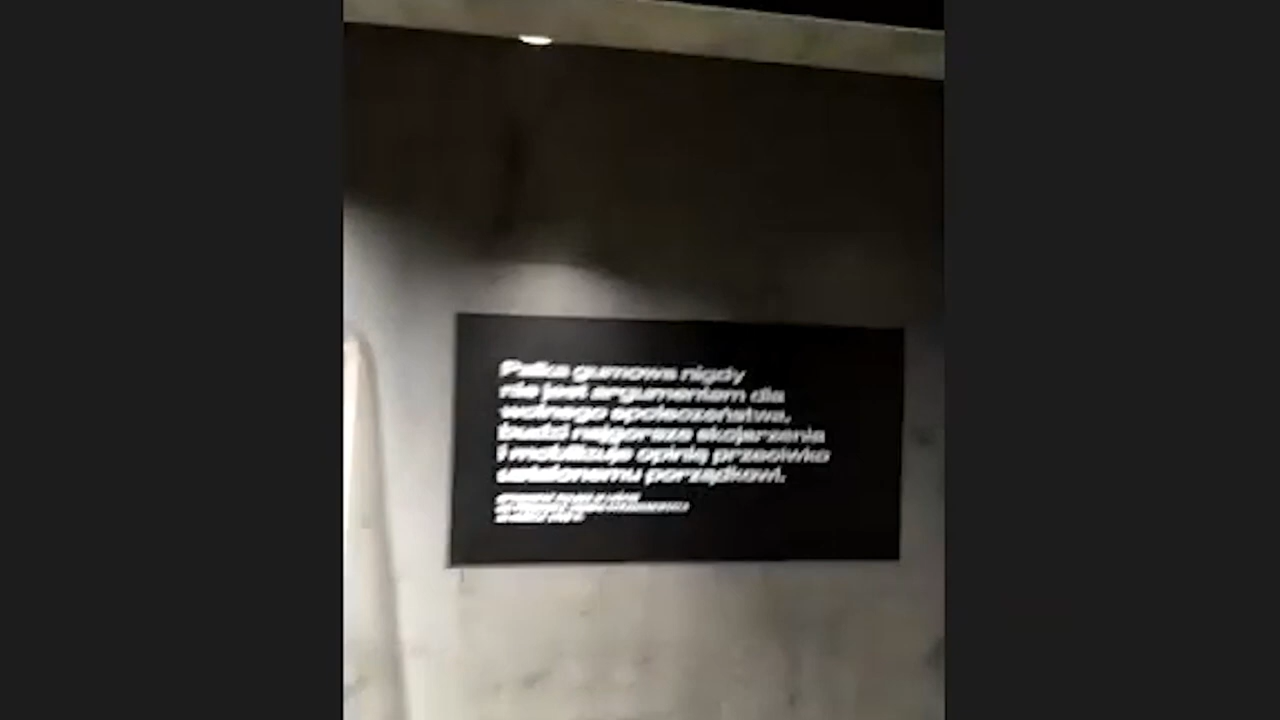 Pałka gumowa nigdy
nie jest argumentem dla
wolnego społeczeństwa,
budzi najgorsze skojarzenia
i mobilizuje opinię przeciwko
ustalonemu porządkowi.